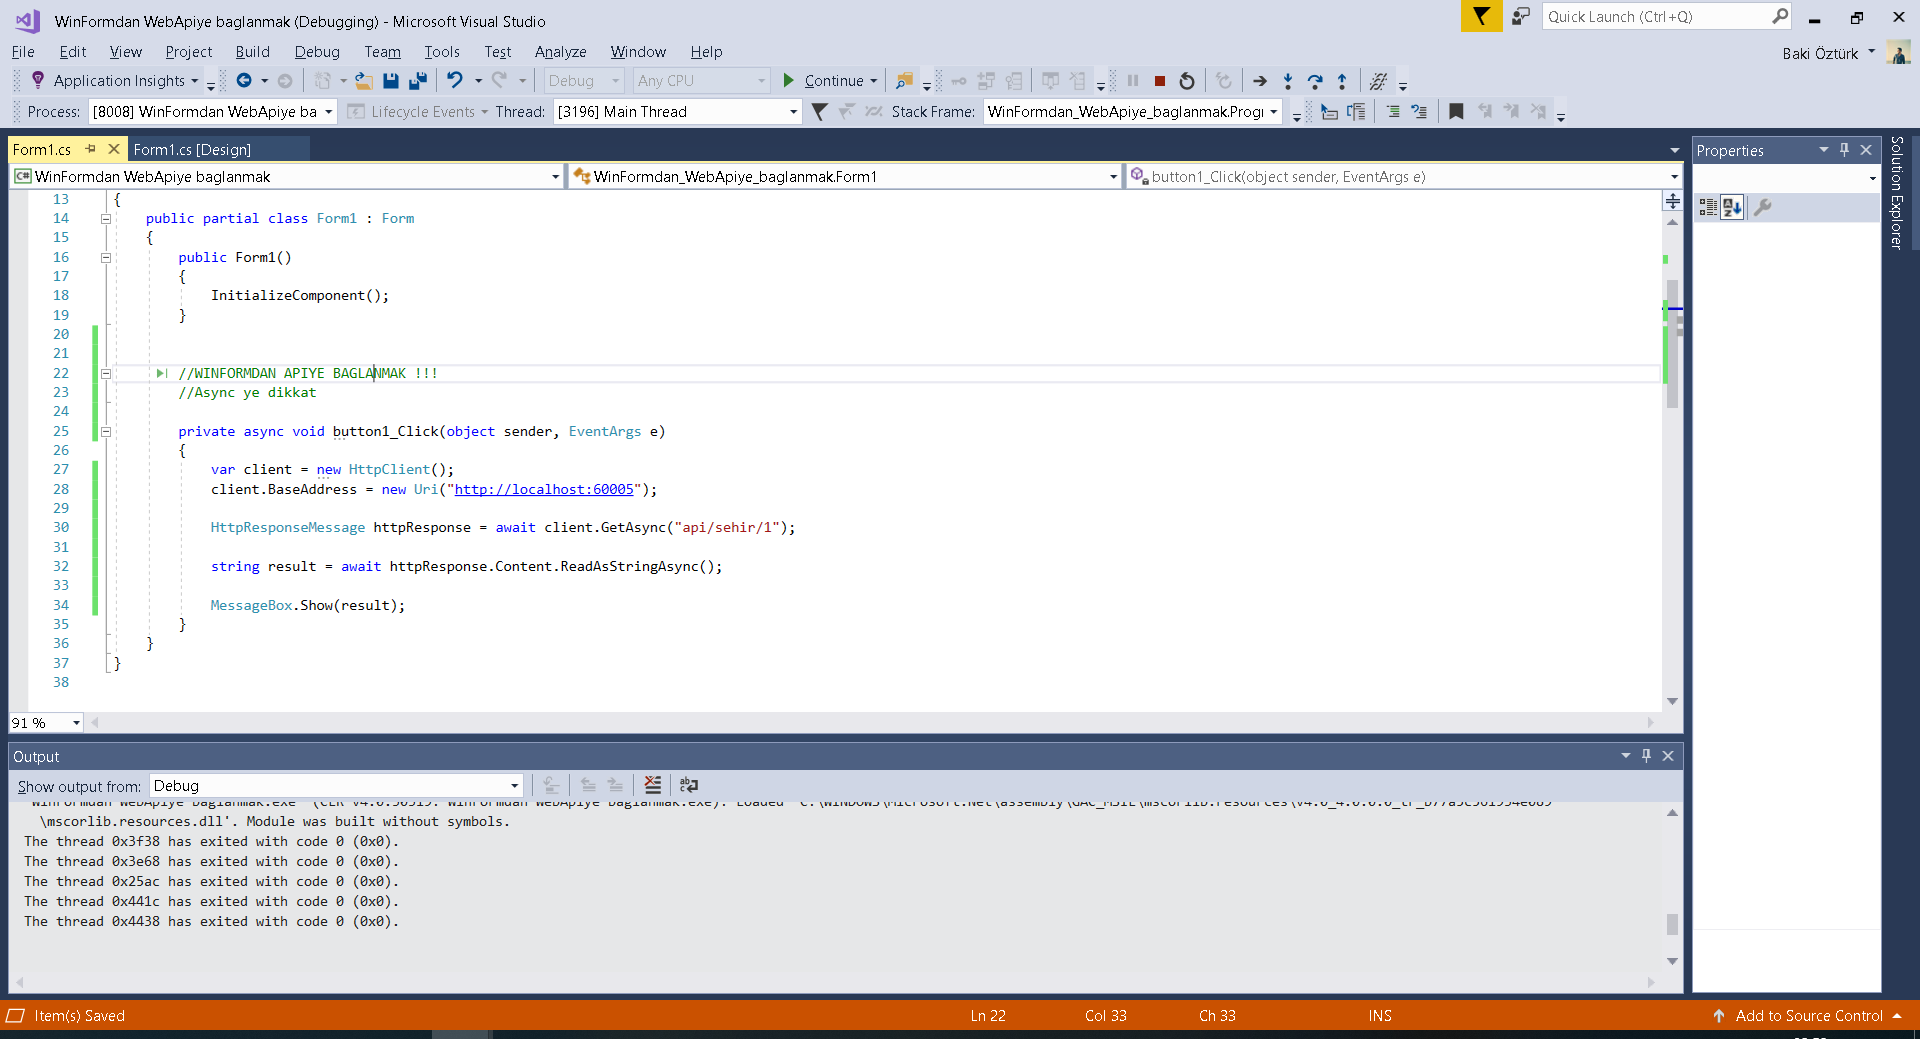 WinFormdan WebApiye baglanmak (Debugging) - Microsoft Visual Studio
Quick Launch (Ctrl+Q)
File Edit View Project Build Debug Team Tools Test Analyze Window Help
Baki Öztürk
Application Insights Debug Any CPU Continue
Process: [8008] WinFormdan WebApiye ba Lifecycle Events Thread: [3196] Main Thread Stack Frame: WinFormdan_WebApiye_baglanmak.Progr
Form1.cs Form1.cs [Design]
WinFormdan WebApiye baglanmak WinFormdan_WebApiye_baglanmak.Form1 button1_Click(object sender, EventArgs e)
13 {
14 public partial class Form1 : Form
15 {
16 public Form1()
17 {
18 InitializeComponent();
19 }
20
21
22 //WINFORMDAN APIYE BAGLANMAK !!!
23 //Async ye dikkat
24
25 private async void button1_Click(object sender, EventArgs e)
26 {
27 var client = new HttpClient();
28 client.BaseAddress = new Uri("http://localhost:60005");
29
30 HttpResponseMessage httpResponse = await client.GetAsync("api/sehir/1");
31
32 string result = await httpResponse.Content.ReadAsStringAsync();
33
34 MessageBox.Show(result);
35 }
36 }
37 }
38
91 %
Properties
Solution Explorer
Output
Show output from: Debug
\mscorlib.resources.dll'. Module was built without symbols.
The thread 0x3f38 has exited with code 0 (0x0).
The thread 0x3e68 has exited with code 0 (0x0).
The thread 0x25ac has exited with code 0 (0x0).
The thread 0x441c has exited with code 0 (0x0).
The thread 0x4438 has exited with code 0 (0x0).
Item(s) Saved Ln 22 Col 33 Ch 33 INS Add to Source Control